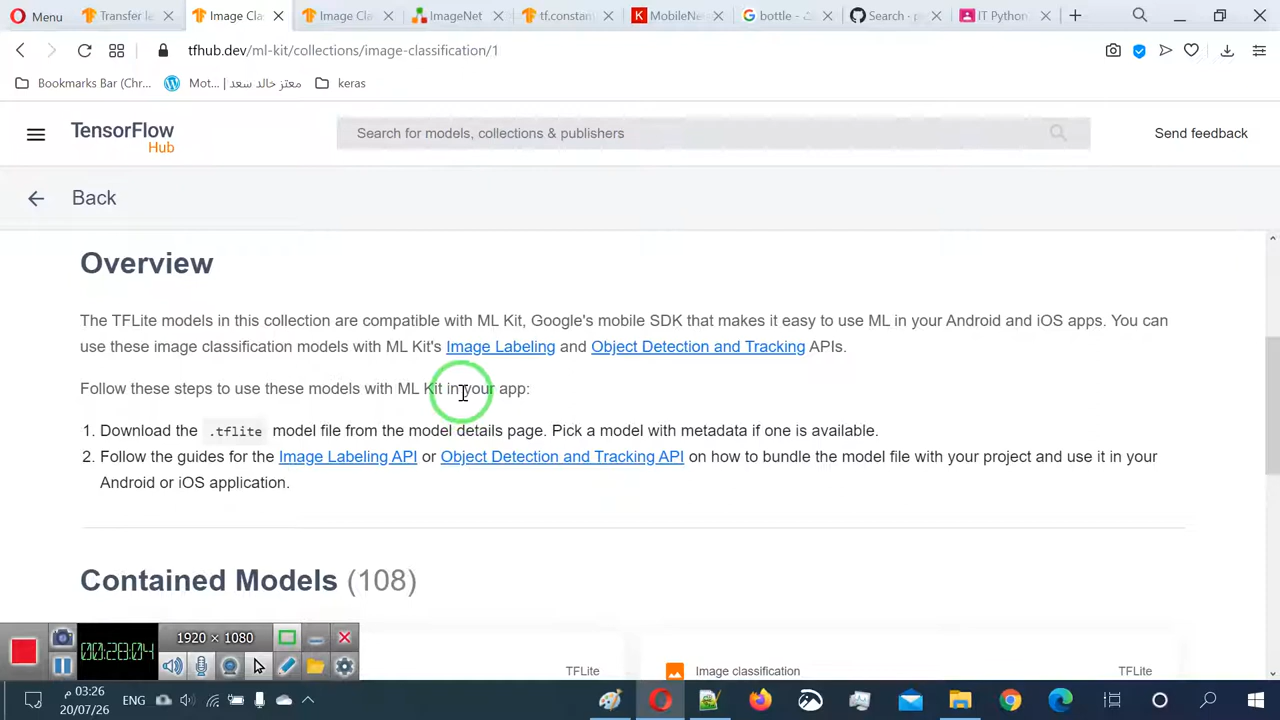 Menu
Transfer le
Image Cla
Image Cl
ImageNet
tf.constan
MobileNe
bottle -
Search - p
IT Python
tfhub.dev/ml-kit/collections/image-classification/1
Bookmarks Bar (Chr...
Mot... | معتز خالد سعد
keras
TensorFlow
Hub
Search for models, collections & publishers
Send feedback
Back
Overview
The TFLite models in this collection are compatible with ML Kit, Google's mobile SDK that makes it easy to use ML in your Android and iOS apps. You can
use these image classification models with ML Kit's Image Labeling and Object Detection and Tracking APIs.
Follow these steps to use these models with ML Kit in your app:
1. Download the .tflite model file from the model details page. Pick a model with metadata if one is available.
2. Follow the guides for the Image Labeling API or Object Detection and Tracking API on how to bundle the model file with your project and use it in your
Android or iOS application.
Contained Models (108)
00:28:04
1920 × 1080
TFLite
Image classification
TFLite
ENG
03:26 م
20/07/26